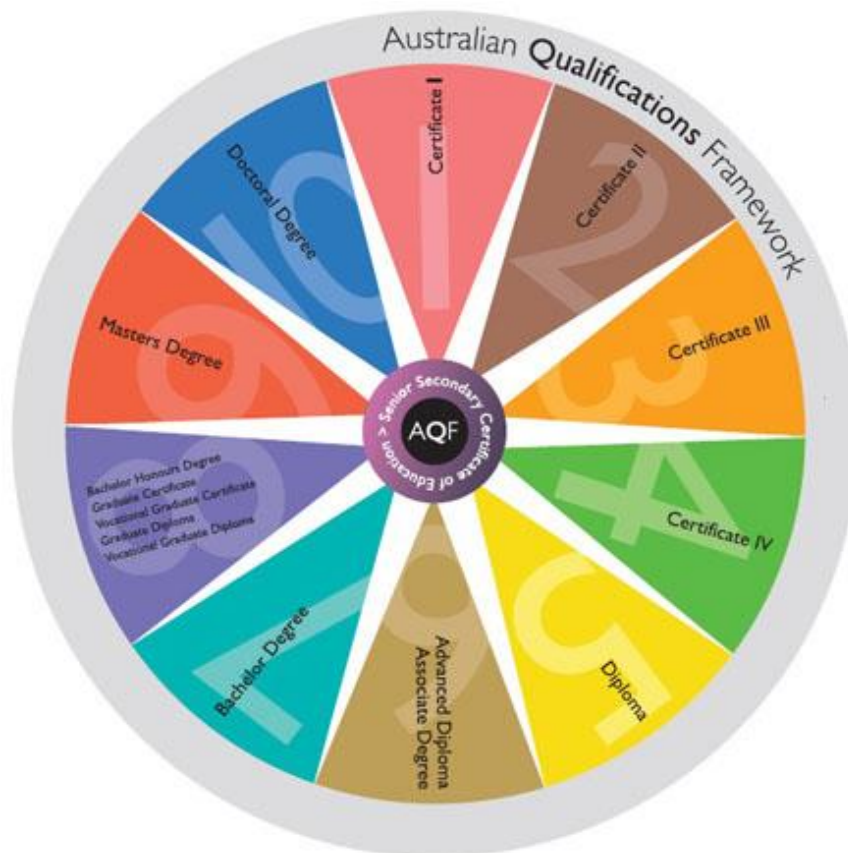 Australian Qualifications Framework
1
Certificate I
2
Certificate II
3
Certificate III
4
Certificate IV
5
Diploma
6
Advanced Diploma
Associate Degree
7
Bachelor Degree
8
Bachelor Honours Degree
Graduate Certificate
Vocational Graduate Certificate
Graduate Diploma
Vocational Graduate Diploma
9
Masters Degree
10
Doctoral Degree
> Senior Secondary Certificate of Education
AQF